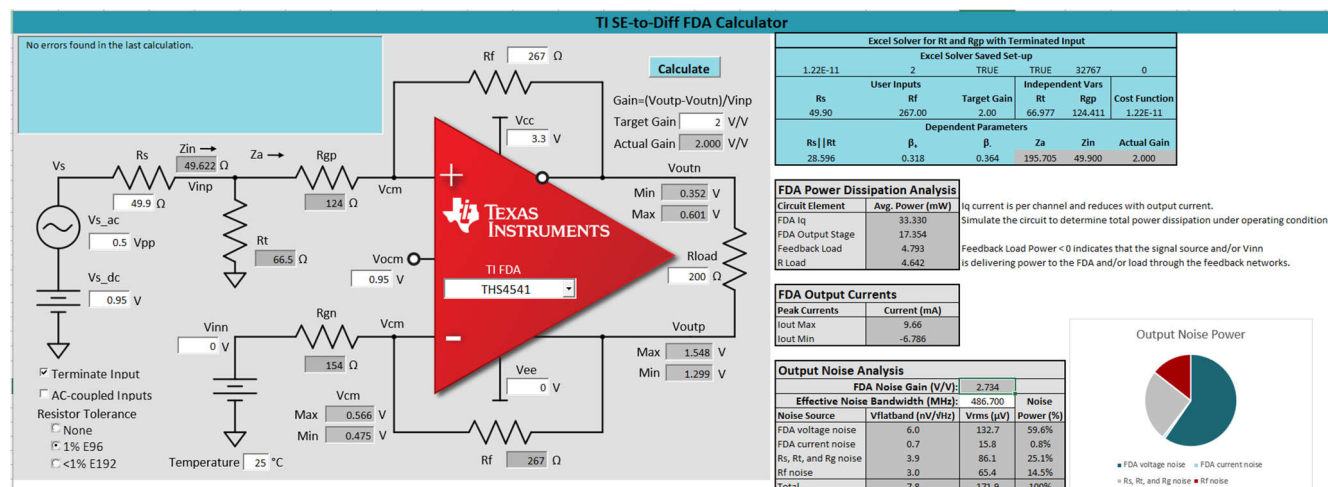 TI SE-to-Diff FDA Calculator
No errors found in the last calculation.
Rf 267 Ω
Calculate
Gain=(Voutp-Voutn)/Vinp
Target Gain 2 V/V
Actual Gain 2.000 V/V
Vcc
3.3 V
Vs
Rs
Zin
49.622 Ω
Za
Rgp
Vinp
Vcm
Voutn
49.9 Ω
124 Ω
Min 0.352 V
Max 0.601 V
Vs_ac
0.5 Vpp
Rt
66.5 Ω
TEXAS
INSTRUMENTS
Vocm
0.95 V
TI FDA
THS4541
Rload
200 Ω
Vs_dc
0.95 V
Vinn
0 V
Rgn
Vcm
154 Ω
Voutp
Max 1.548 V
Min 1.299 V
Vee
0 V
Terminate Input
AC-coupled Inputs
Resistor Tolerance
None
1% E96
<1% E192
Vcm
Max 0.566 V
Min 0.475 V
Temperature 25 °C
Rf 267 Ω
Excel Solver for Rt and Rgp with Terminated Input
Excel Solver Saved Set-up
1.22E-11 2 TRUE TRUE 32767 0
User Inputs Independent Vars
Rs Rf Target Gain Rt Rgp Cost Function
49.90 267.00 2.00 66.977 124.411 1.22E-11
Dependent Parameters
Rs||Rt β₊ β₋ Za Zin Actual Gain
28.596 0.318 0.364 195.705 49.900 2.000
FDA Power Dissipation Analysis
Circuit Element Avg. Power (mW) Iq current is per channel and reduces with output current.
FDA Iq 33.330 Simulate the circuit to determine total power dissipation under operating condition
FDA Output Stage 17.354
Feedback Load 4.793 Feedback Load Power < 0 indicates that the signal source and/or Vinn
R Load 4.642 is delivering power to the FDA and/or load through the feedback networks.
FDA Output Currents
Peak Currents Current (mA)
Iout Max 9.66
Iout Min -6.786
Output Noise Analysis
FDA Noise Gain (V/V): 2.734
Effective Noise Bandwidth (MHz): 486.700 Noise
Noise Source Vflatband (nV/√Hz) Vrms (µV) Power (%)
FDA voltage noise 6.0 132.7 59.6%
FDA current noise 0.7 15.8 0.8%
Rs, Rt, and Rg noise 3.9 86.1 25.1%
Rf noise 3.0 65.4 14.5%
Total 7.8 171.9 100%
Output Noise Power
FDA voltage noise FDA current noise
Rs, Rt, and Rg noise Rf noise